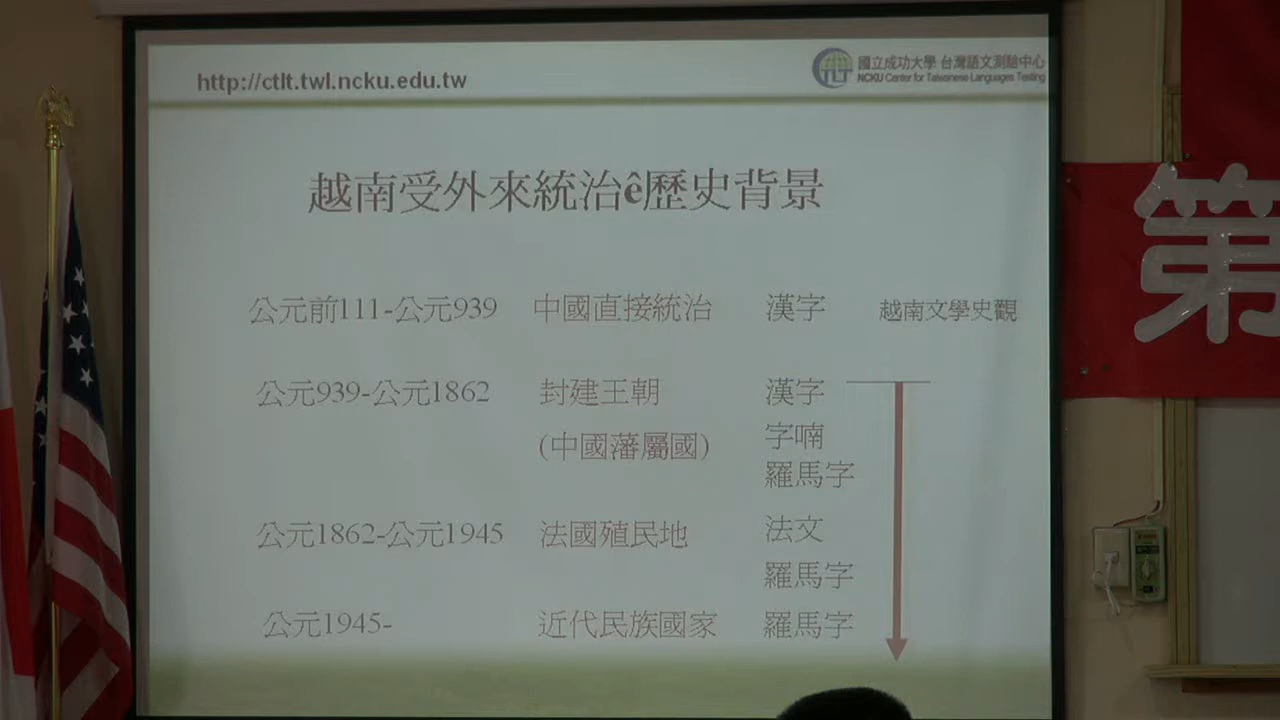 http://ctlt.twl.ncku.edu.tw
國立成功大學 台灣語文測驗中心
NCKU Center for Taiwanese Languages Testing
越南受外來統治ê歷史背景
公元前111-公元939 中國直接統治 漢字 越南文學史觀
公元939-公元1862 封建王朝 漢字
(中國藩屬國) 字喃
羅馬字
公元1862-公元1945 法國殖民地 法文
羅馬字
公元1945- 近代民族國家 羅馬字
第